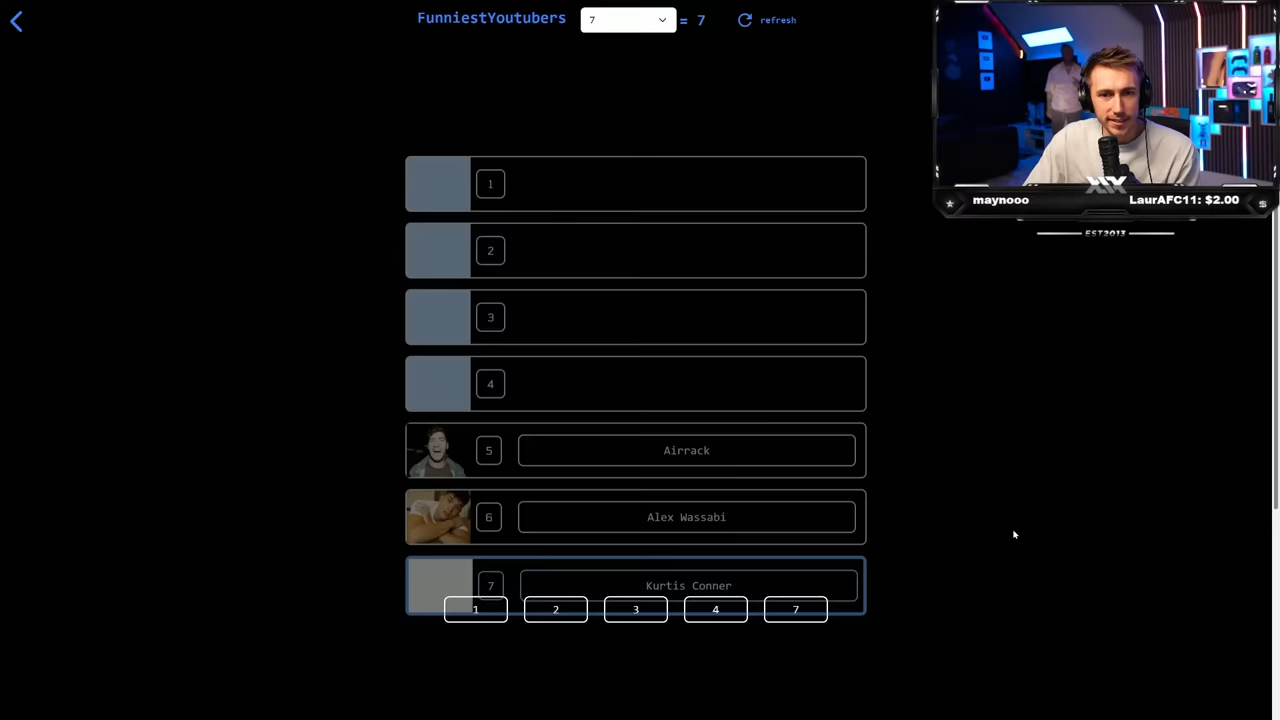 FunniestYoutubers 7 = 7 refresh
maynooo LaurAFC11: $2.00
EST2013
1
2
3
4
5 Airrack
6 Alex Wassabi
7 Kurtis Conner
1 2 3 4 7